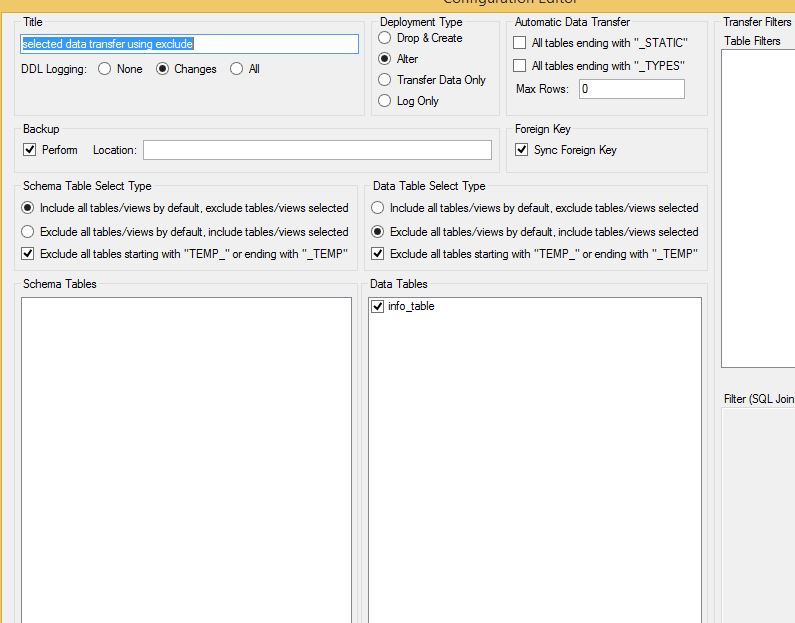 Configuration Editor
Title
selected data transfer using exclude
DDL Logging: None Changes All
Deployment Type
Drop & Create
Alter
Transfer Data Only
Log Only
Automatic Data Transfer
All tables ending with "_STATIC"
All tables ending with "_TYPES"
Max Rows: 0
Transfer Filters
Table Filters
Backup
Perform Location:
Foreign Key
Sync Foreign Key
Schema Table Select Type
Include all tables/views by default, exclude tables/views selected
Exclude all tables/views by default, include tables/views selected
Exclude all tables starting with "TEMP_" or ending with "_TEMP"
Data Table Select Type
Include all tables/views by default, exclude tables/views selected
Exclude all tables/views by default, include tables/views selected
Exclude all tables starting with "TEMP_" or ending with "_TEMP"
Schema Tables
Data Tables
info_table
Filter (SQL Join